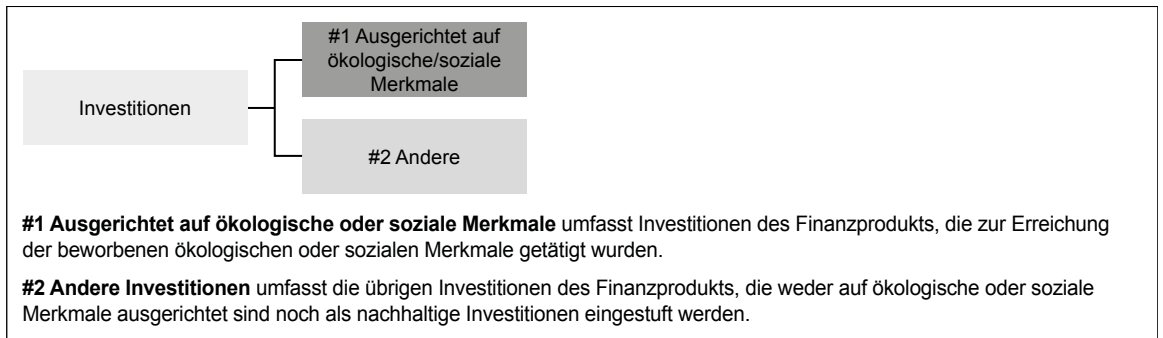 #1 Ausgerichtet auf
ökologische/soziale
Merkmale
Investitionen
#2 Andere
#1 Ausgerichtet auf ökologische oder soziale Merkmale umfasst Investitionen des Finanzprodukts, die zur Erreichung
der beworbenen ökologischen oder sozialen Merkmale getätigt wurden.
#2 Andere Investitionen umfasst die übrigen Investitionen des Finanzprodukts, die weder auf ökologische oder soziale
Merkmale ausgerichtet sind noch als nachhaltige Investitionen eingestuft werden.